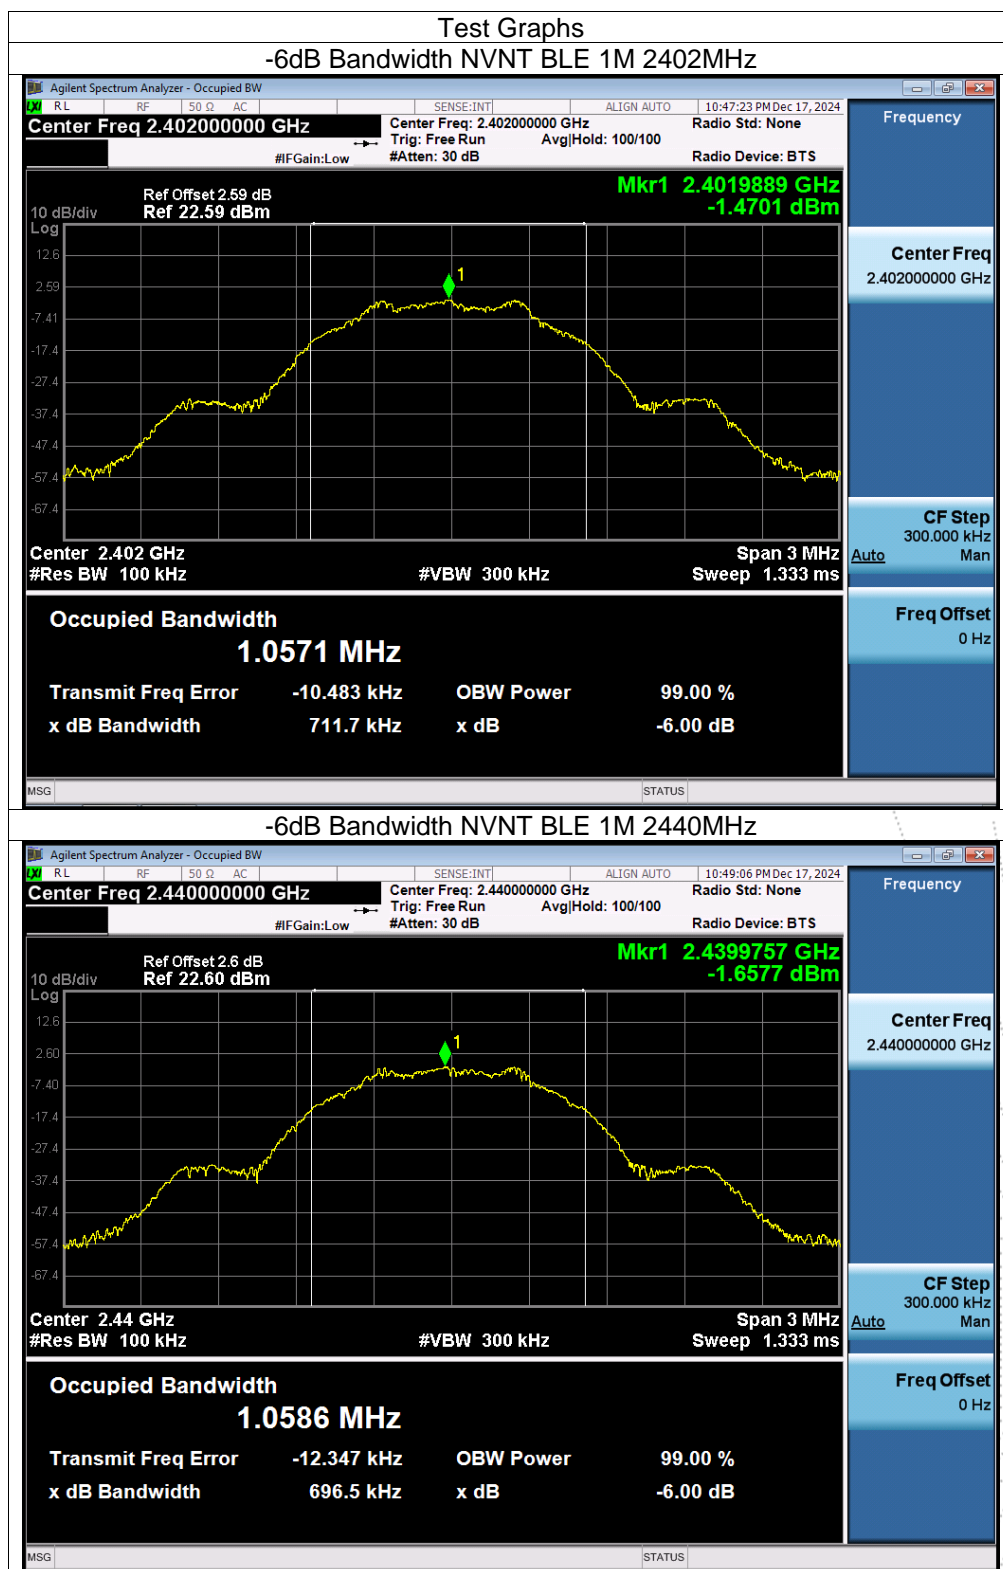 Test Graphs
-6dB Bandwidth NVNT BLE 1M 2402MHz
Agilent Spectrum Analyzer - Occupied BW
LXI RL RF 50 Ω AC SENSE:INT ALIGN AUTO 10:47:23 PM Dec 17, 2024
Center Freq 2.402000000 GHz
Center Freq: 2.402000000 GHz Radio Std: None
Trig: Free Run Avg|Hold: 100/100
#IFGain:Low #Atten: 30 dB Radio Device: BTS
Frequency
Mkr1 2.4019889 GHz
-1.4701 dBm
Ref Offset 2.59 dB
10 dB/div Ref 22.59 dBm
Log
12.6
2.59
-7.41
-17.4
-27.4
-37.4
-47.4
-57.4
-67.4
1
Center Freq
2.402000000 GHz
CF Step
300.000 kHz
Auto Man
Freq Offset
0 Hz
Center 2.402 GHz Span 3 MHz
#Res BW 100 kHz #VBW 300 kHz Sweep 1.333 ms
Occupied Bandwidth
1.0571 MHz
Transmit Freq Error -10.483 kHz OBW Power 99.00 %
x dB Bandwidth 711.7 kHz x dB -6.00 dB
MSG STATUS
-6dB Bandwidth NVNT BLE 1M 2440MHz
Agilent Spectrum Analyzer - Occupied BW
LXI RL RF 50 Ω AC SENSE:INT ALIGN AUTO 10:49:06 PM Dec 17, 2024
Center Freq 2.440000000 GHz
Center Freq: 2.440000000 GHz Radio Std: None
Trig: Free Run Avg|Hold: 100/100
#IFGain:Low #Atten: 30 dB Radio Device: BTS
Frequency
Mkr1 2.4399757 GHz
-1.6577 dBm
Ref Offset 2.6 dB
10 dB/div Ref 22.60 dBm
Log
12.6
2.60
-7.40
-17.4
-27.4
-37.4
-47.4
-57.4
-67.4
1
Center Freq
2.440000000 GHz
CF Step
300.000 kHz
Auto Man
Freq Offset
0 Hz
Center 2.44 GHz Span 3 MHz
#Res BW 100 kHz #VBW 300 kHz Sweep 1.333 ms
Occupied Bandwidth
1.0586 MHz
Transmit Freq Error -12.347 kHz OBW Power 99.00 %
x dB Bandwidth 696.5 kHz x dB -6.00 dB
MSG STATUS